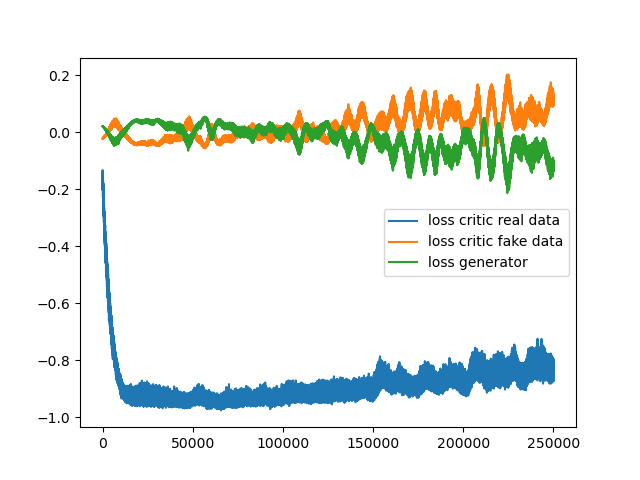 0.2
0.0
−0.2
−0.4
−0.6
−0.8
−1.0
loss critic real data
loss critic fake data
loss generator
0 50000 100000 150000 200000 250000